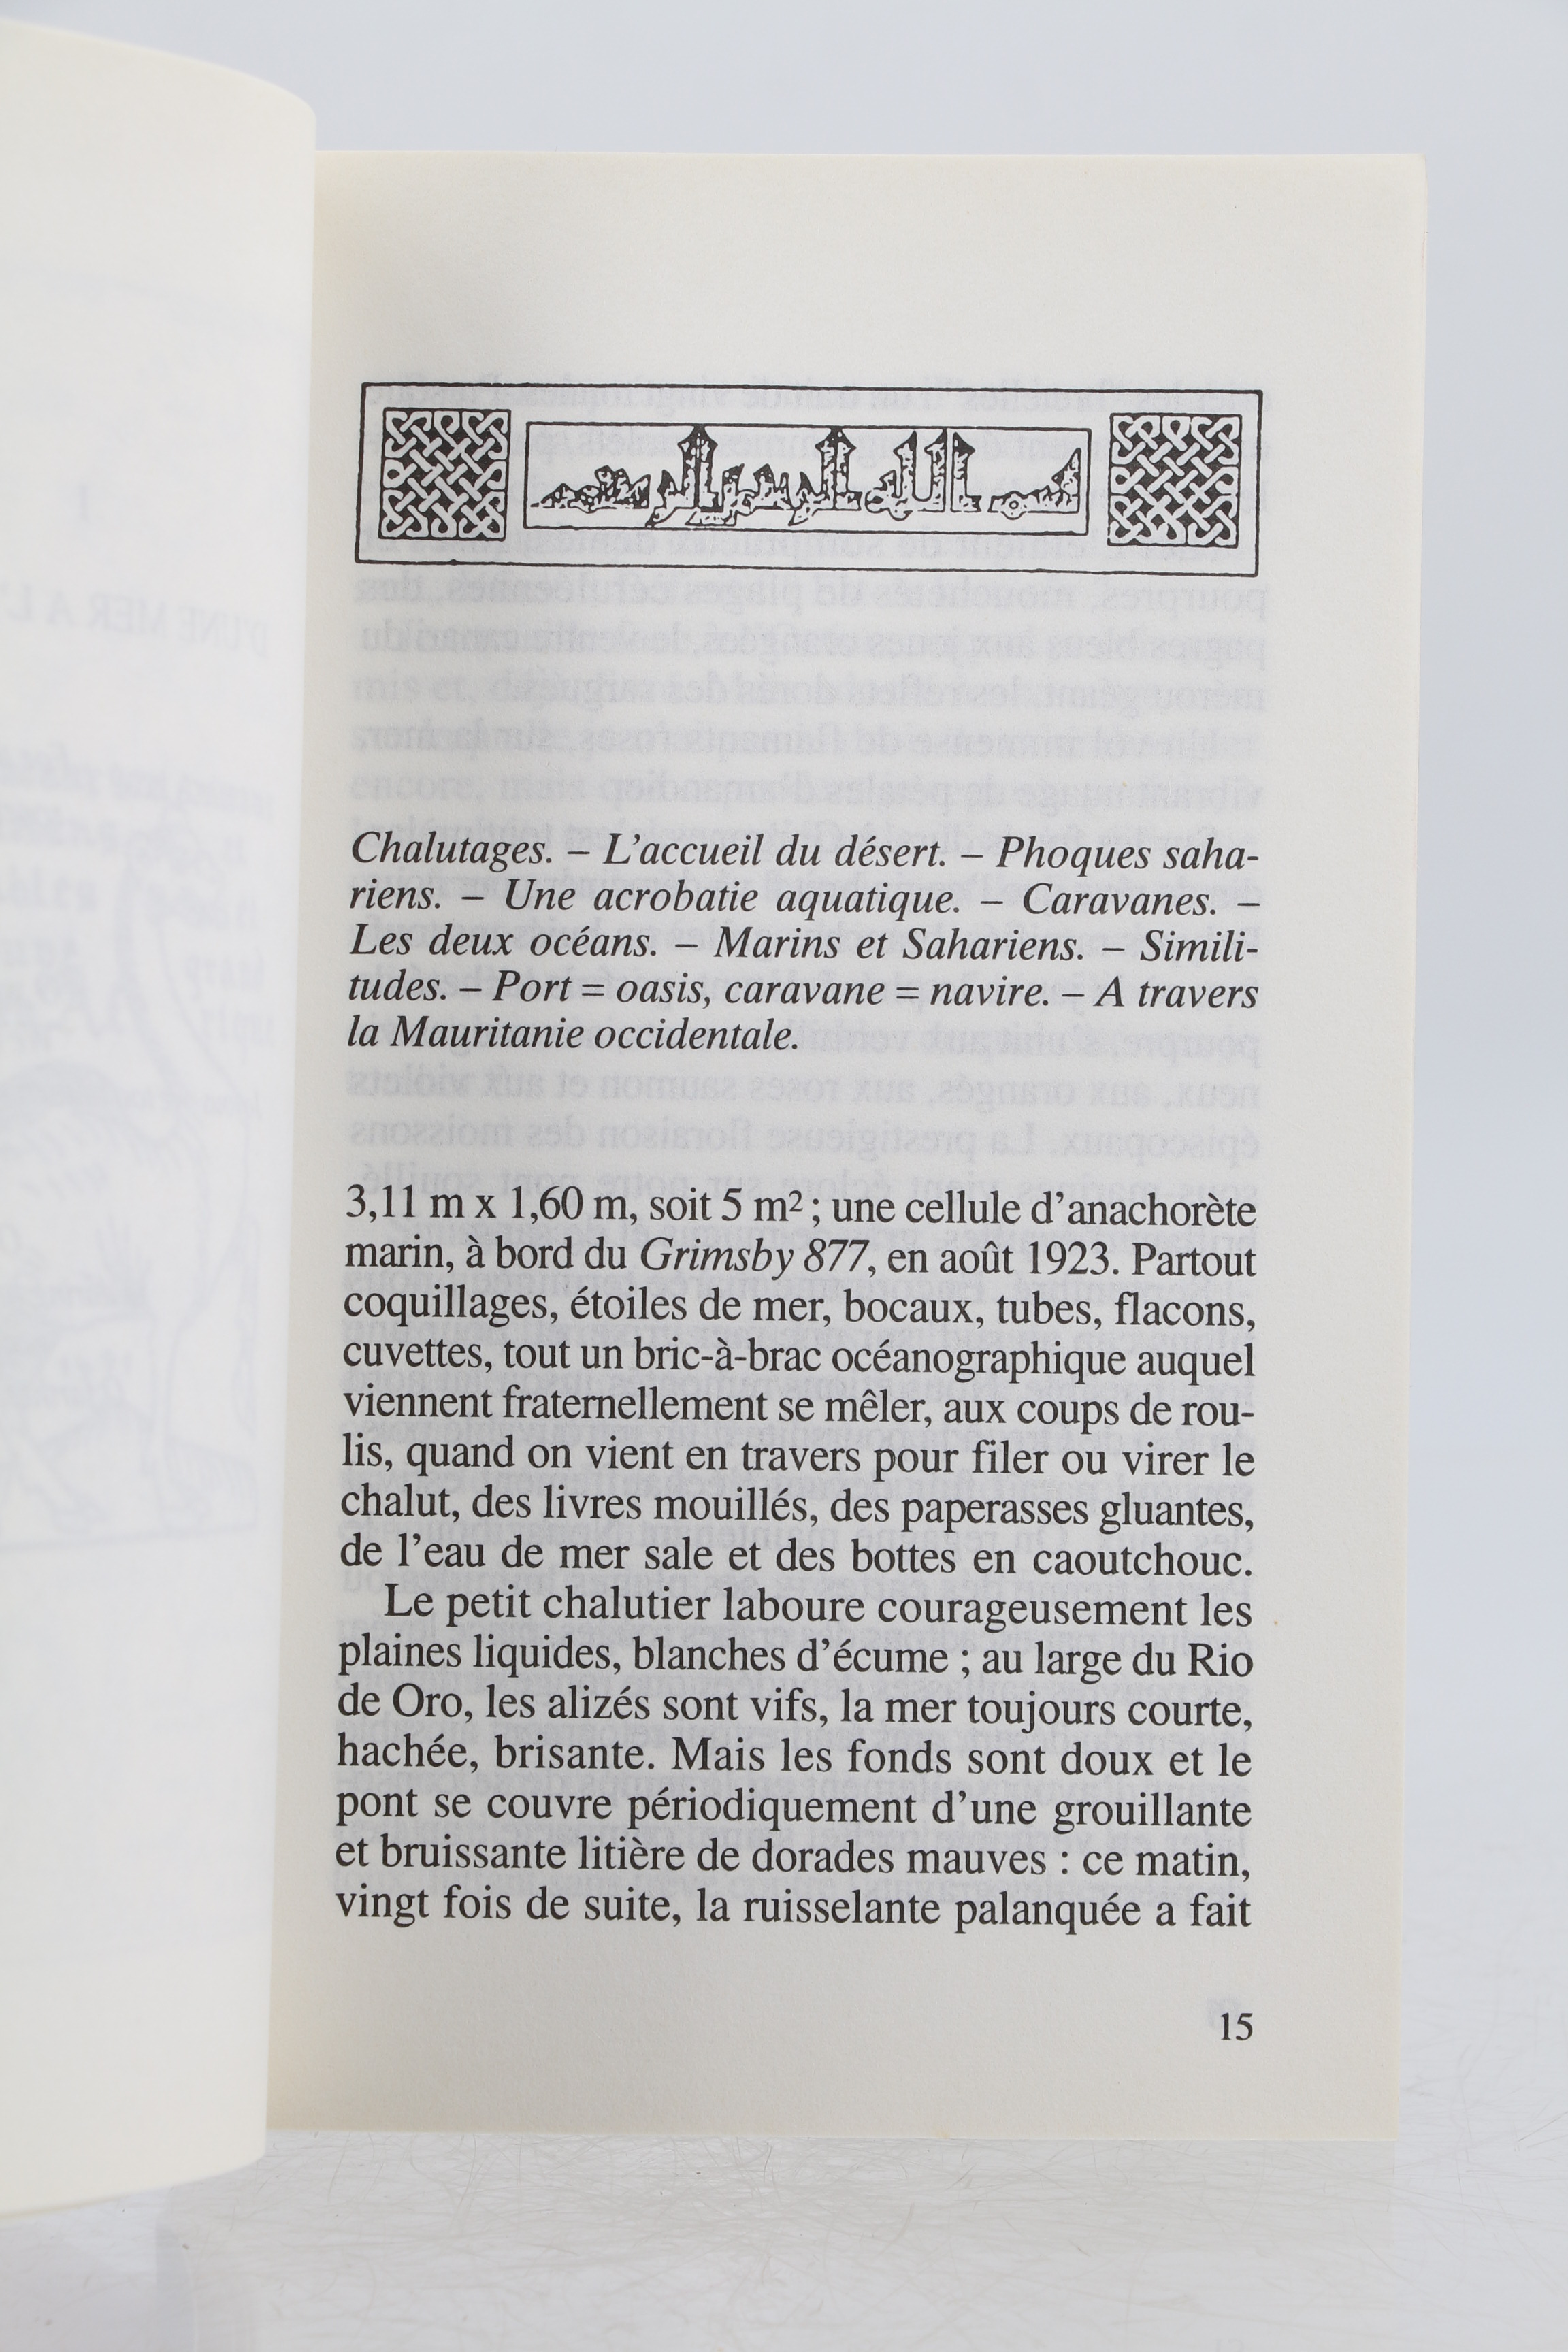 بسم الله الرحمن الرحيم
Chalutages. – L’accueil du désert. – Phoques saha-
riens. – Une acrobatie aquatique. – Caravanes. –
Les deux océans. – Marins et Sahariens. – Simili-
tudes. – Port = oasis, caravane = navire. – A travers
la Mauritanie occidentale.
3,11 m x 1,60 m, soit 5 m² ; une cellule d’anachorète
marin, à bord du Grimsby 877, en août 1923. Partout
coquillages, étoiles de mer, bocaux, tubes, flacons,
cuvettes, tout un bric-à-brac océanographique auquel
viennent fraternellement se mêler, aux coups de rou-
lis, quand on vient en travers pour filer ou virer le
chalut, des livres mouillés, des paperasses gluantes,
de l’eau de mer sale et des bottes en caoutchouc.
Le petit chalutier laboure courageusement les
plaines liquides, blanches d’écume ; au large du Rio
de Oro, les alizés sont vifs, la mer toujours courte,
hachée, brisante. Mais les fonds sont doux et le
pont se couvre périodiquement d’une grouillante
et bruissante litière de dorades mauves : ce matin,
vingt fois de suite, la ruisselante palanquée a fait
15